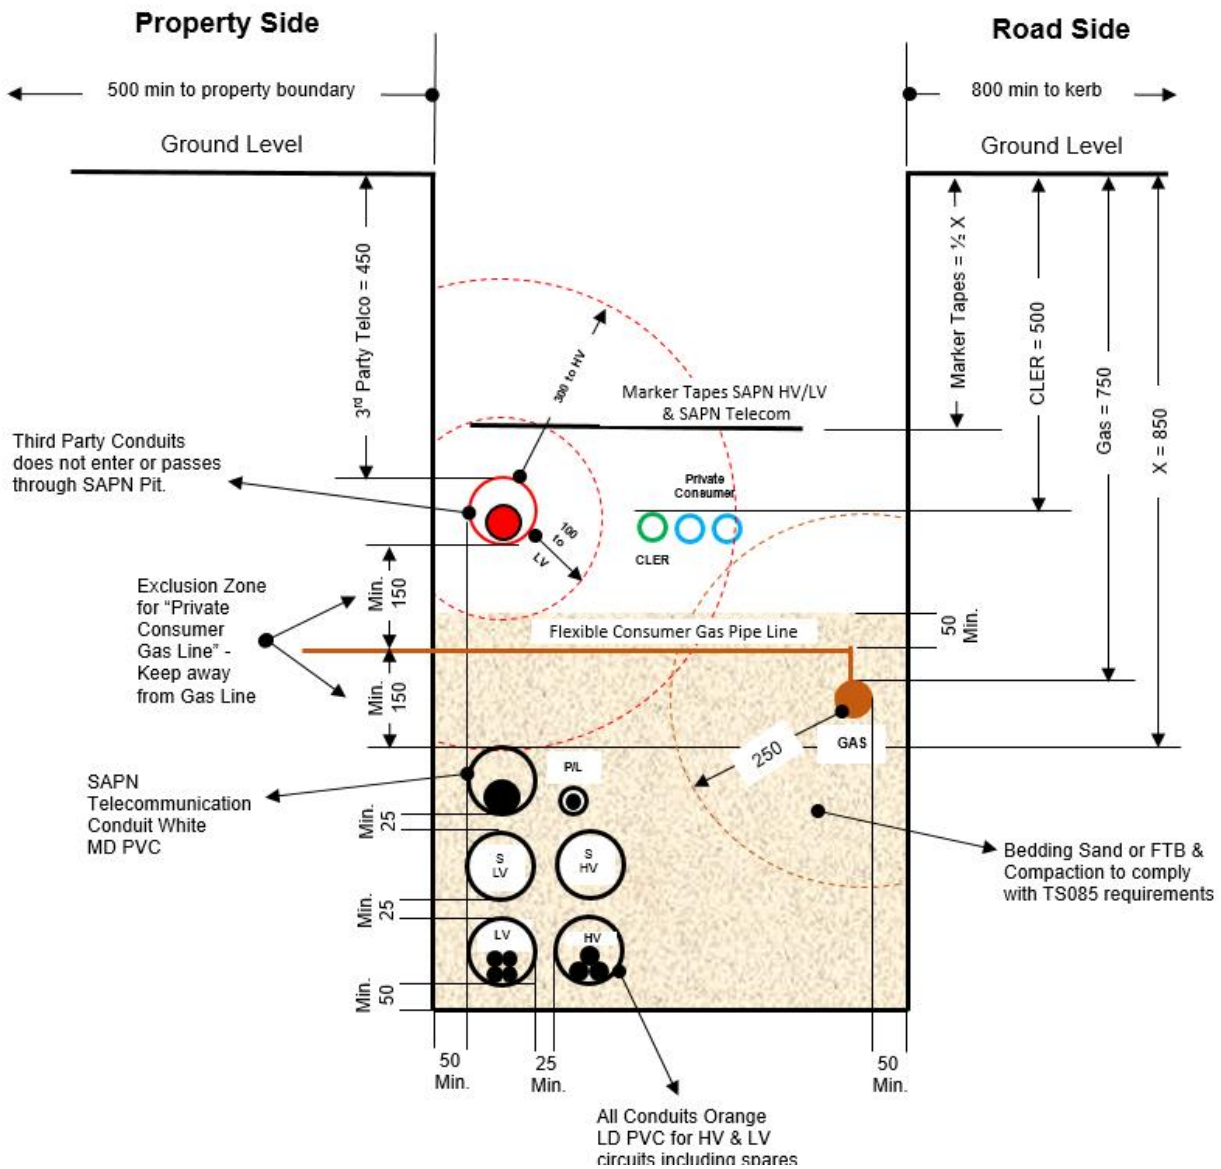 Property Side
Road Side
500 min to property boundary
800 min to kerb
Ground Level
Ground Level
3rd Party Telco = 450
300 to HV
Marker Tapes = ½ X
CLER = 500
Gas = 750
X = 850
Marker Tapes SAPN HV/LV
& SAPN Telecom
Third Party Conduits
does not enter or passes
through SAPN Pit.
Private
Consumer
100
to
LV
CLER
Exclusion Zone
for “Private
Consumer
Gas Line” -
Keep away
from Gas Line
Min.
150
Flexible Consumer Gas Pipe Line
50
Min.
Min.
150
250
GAS
P/L
SAPN
Telecommunication
Conduit White
MD PVC
Min.
25
S
LV
S
HV
Bedding Sand or FTB &
Compaction to comply
with TS085 requirements
Min.
25
LV
HV
Min.
50
50
Min.
25
Min.
50
Min.
All Conduits Orange
LD PVC for HV & LV
circuits including spares